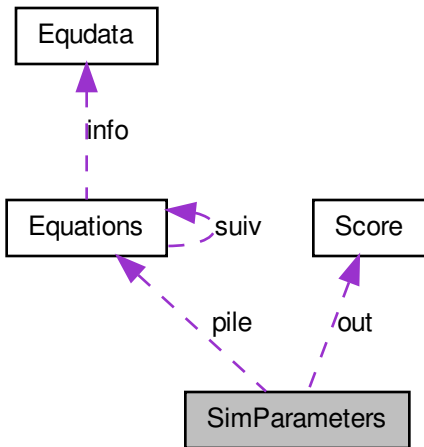 Equdata
info
Equations
suiv
Score
pile
out
SimParameters